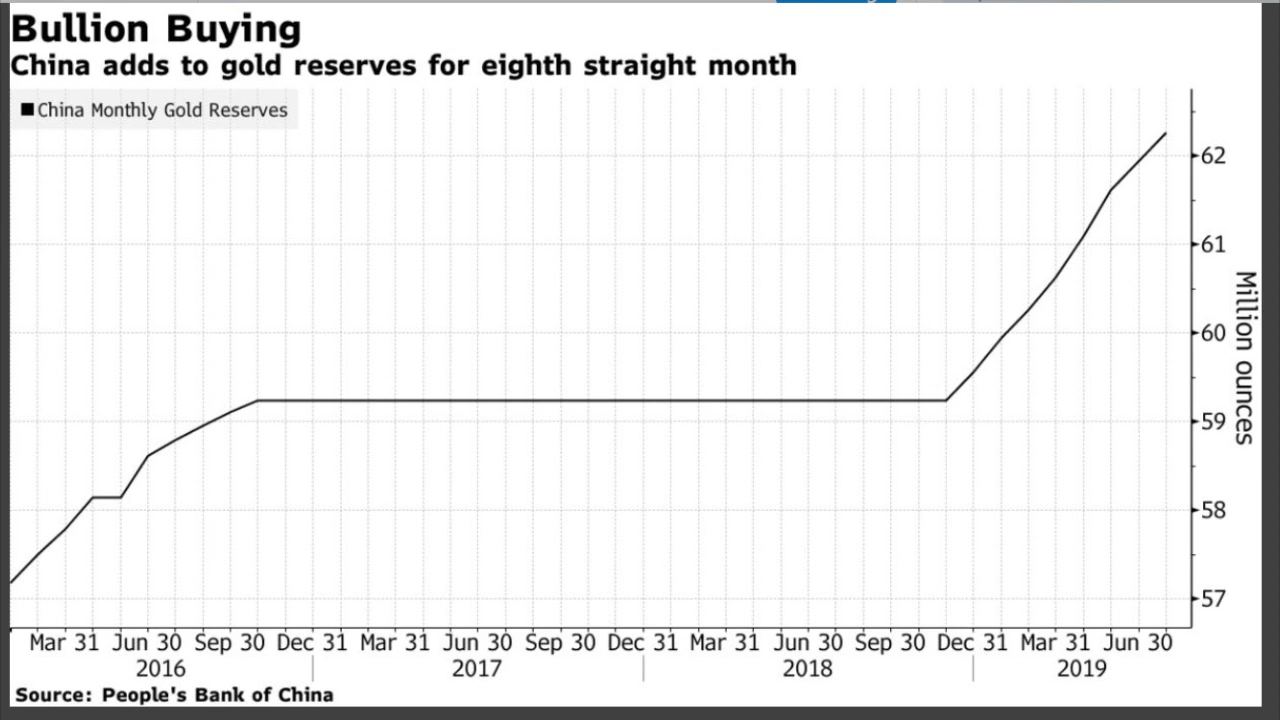 Bullion Buying
China adds to gold reserves for eighth straight month
China Monthly Gold Reserves
62
61
60
59
58
57
Million ounces
Mar 31 Jun 30 Sep 30 Dec 31 Mar 31 Jun 30 Sep 30 Dec 31 Mar 31 Jun 30 Sep 30 Dec 31 Mar 31 Jun 30
2016 2017 2018 2019
Source: People's Bank of China